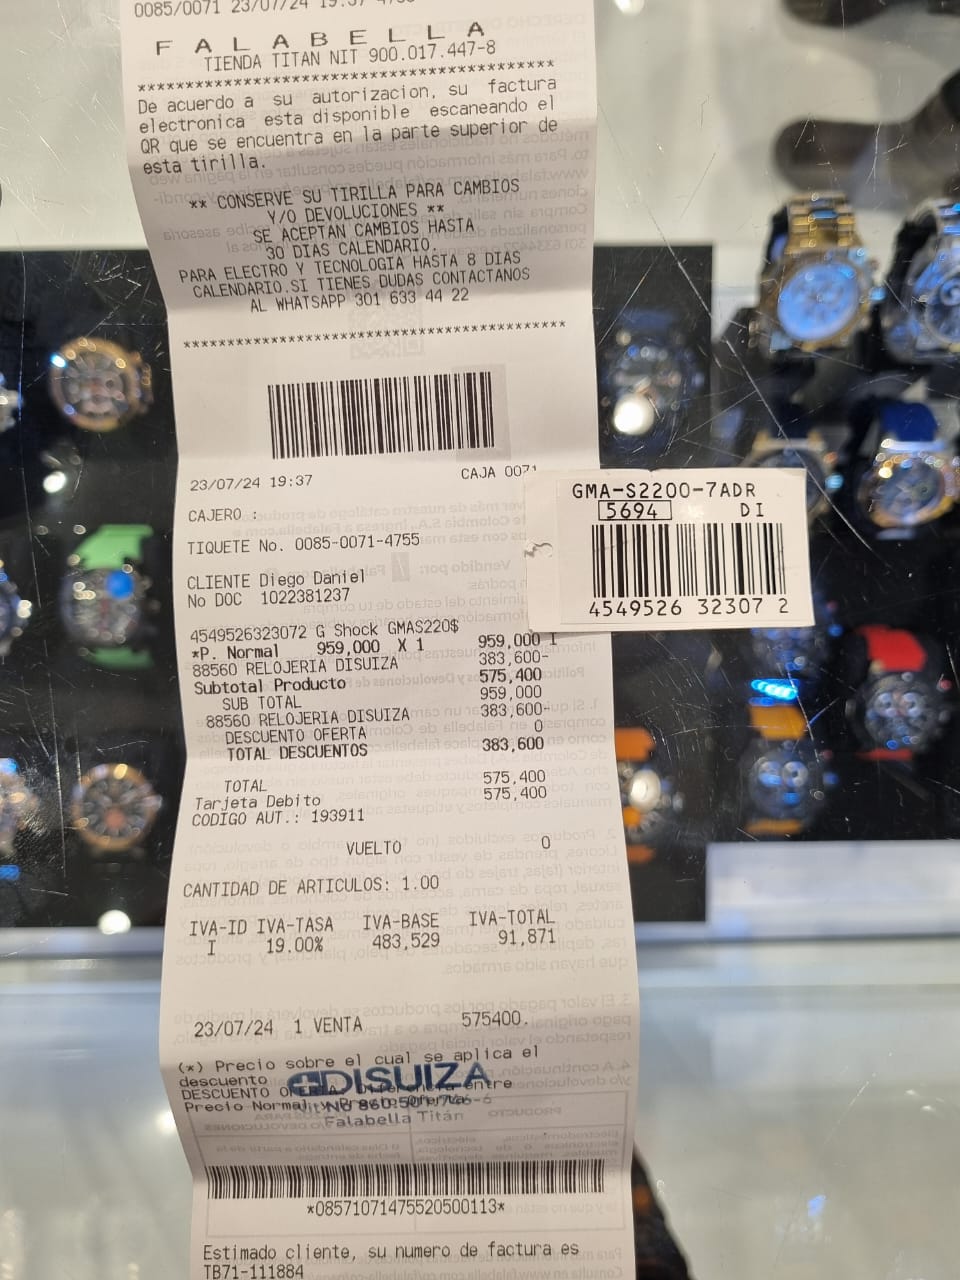 0085/0071 23/07/24 19:37 4755
FALABELLA
TIENDA TITAN NIT 900.017.447-8
******************************************
De acuerdo a su autorizacion, su factura
electronica esta disponible escaneando el
QR que se encuentra en la parte superior de
esta tirilla.
** CONSERVE SU TIRILLA PARA CAMBIOS
Y/O DEVOLUCIONES **
SE ACEPTAN CAMBIOS HASTA
30 DIAS CALENDARIO.
PARA ELECTRO Y TECNOLOGIA HASTA 8 DIAS
CALENDARIO.SI TIENES DUDAS CONTACTANOS
AL WHATSAPP 301 633 44 22
******************************************
23/07/24 19:37 CAJA 0071
CAJERO :
TIQUETE No. 0085-0071-4755
CLIENTE Diego Daniel
No DOC 1022381237
4549526323072 G Shock GMAS220$
*P. Normal 959,000 X 1 959,000 I
88560 RELOJERIA DISUIZA 383,600-
Subtotal Producto 575,400
SUB TOTAL 959,000
88560 RELOJERIA DISUIZA 383,600-
DESCUENTO OFERTA 0
TOTAL DESCUENTOS 383,600
TOTAL 575,400
Tarjeta Debito 575,400
CODIGO AUT.: 193911
VUELTO 0
CANTIDAD DE ARTICULOS: 1.00
IVA-ID IVA-TASA IVA-BASE IVA-TOTAL
I 19.00% 483,529 91,871
23/07/24 1 VENTA 575400.
(*) Precio sobre el cual se aplica el
descuento
DISUIZA
DESCUENTO OFERTA: Diferencia entre
Precio Normal y Precio Oferta
Falabella Titán
*08571071475520500113*
Estimado cliente, su numero de factura es
TB71-111884
GMA-S2200-7ADR
5694 DI
4549526 32307 2